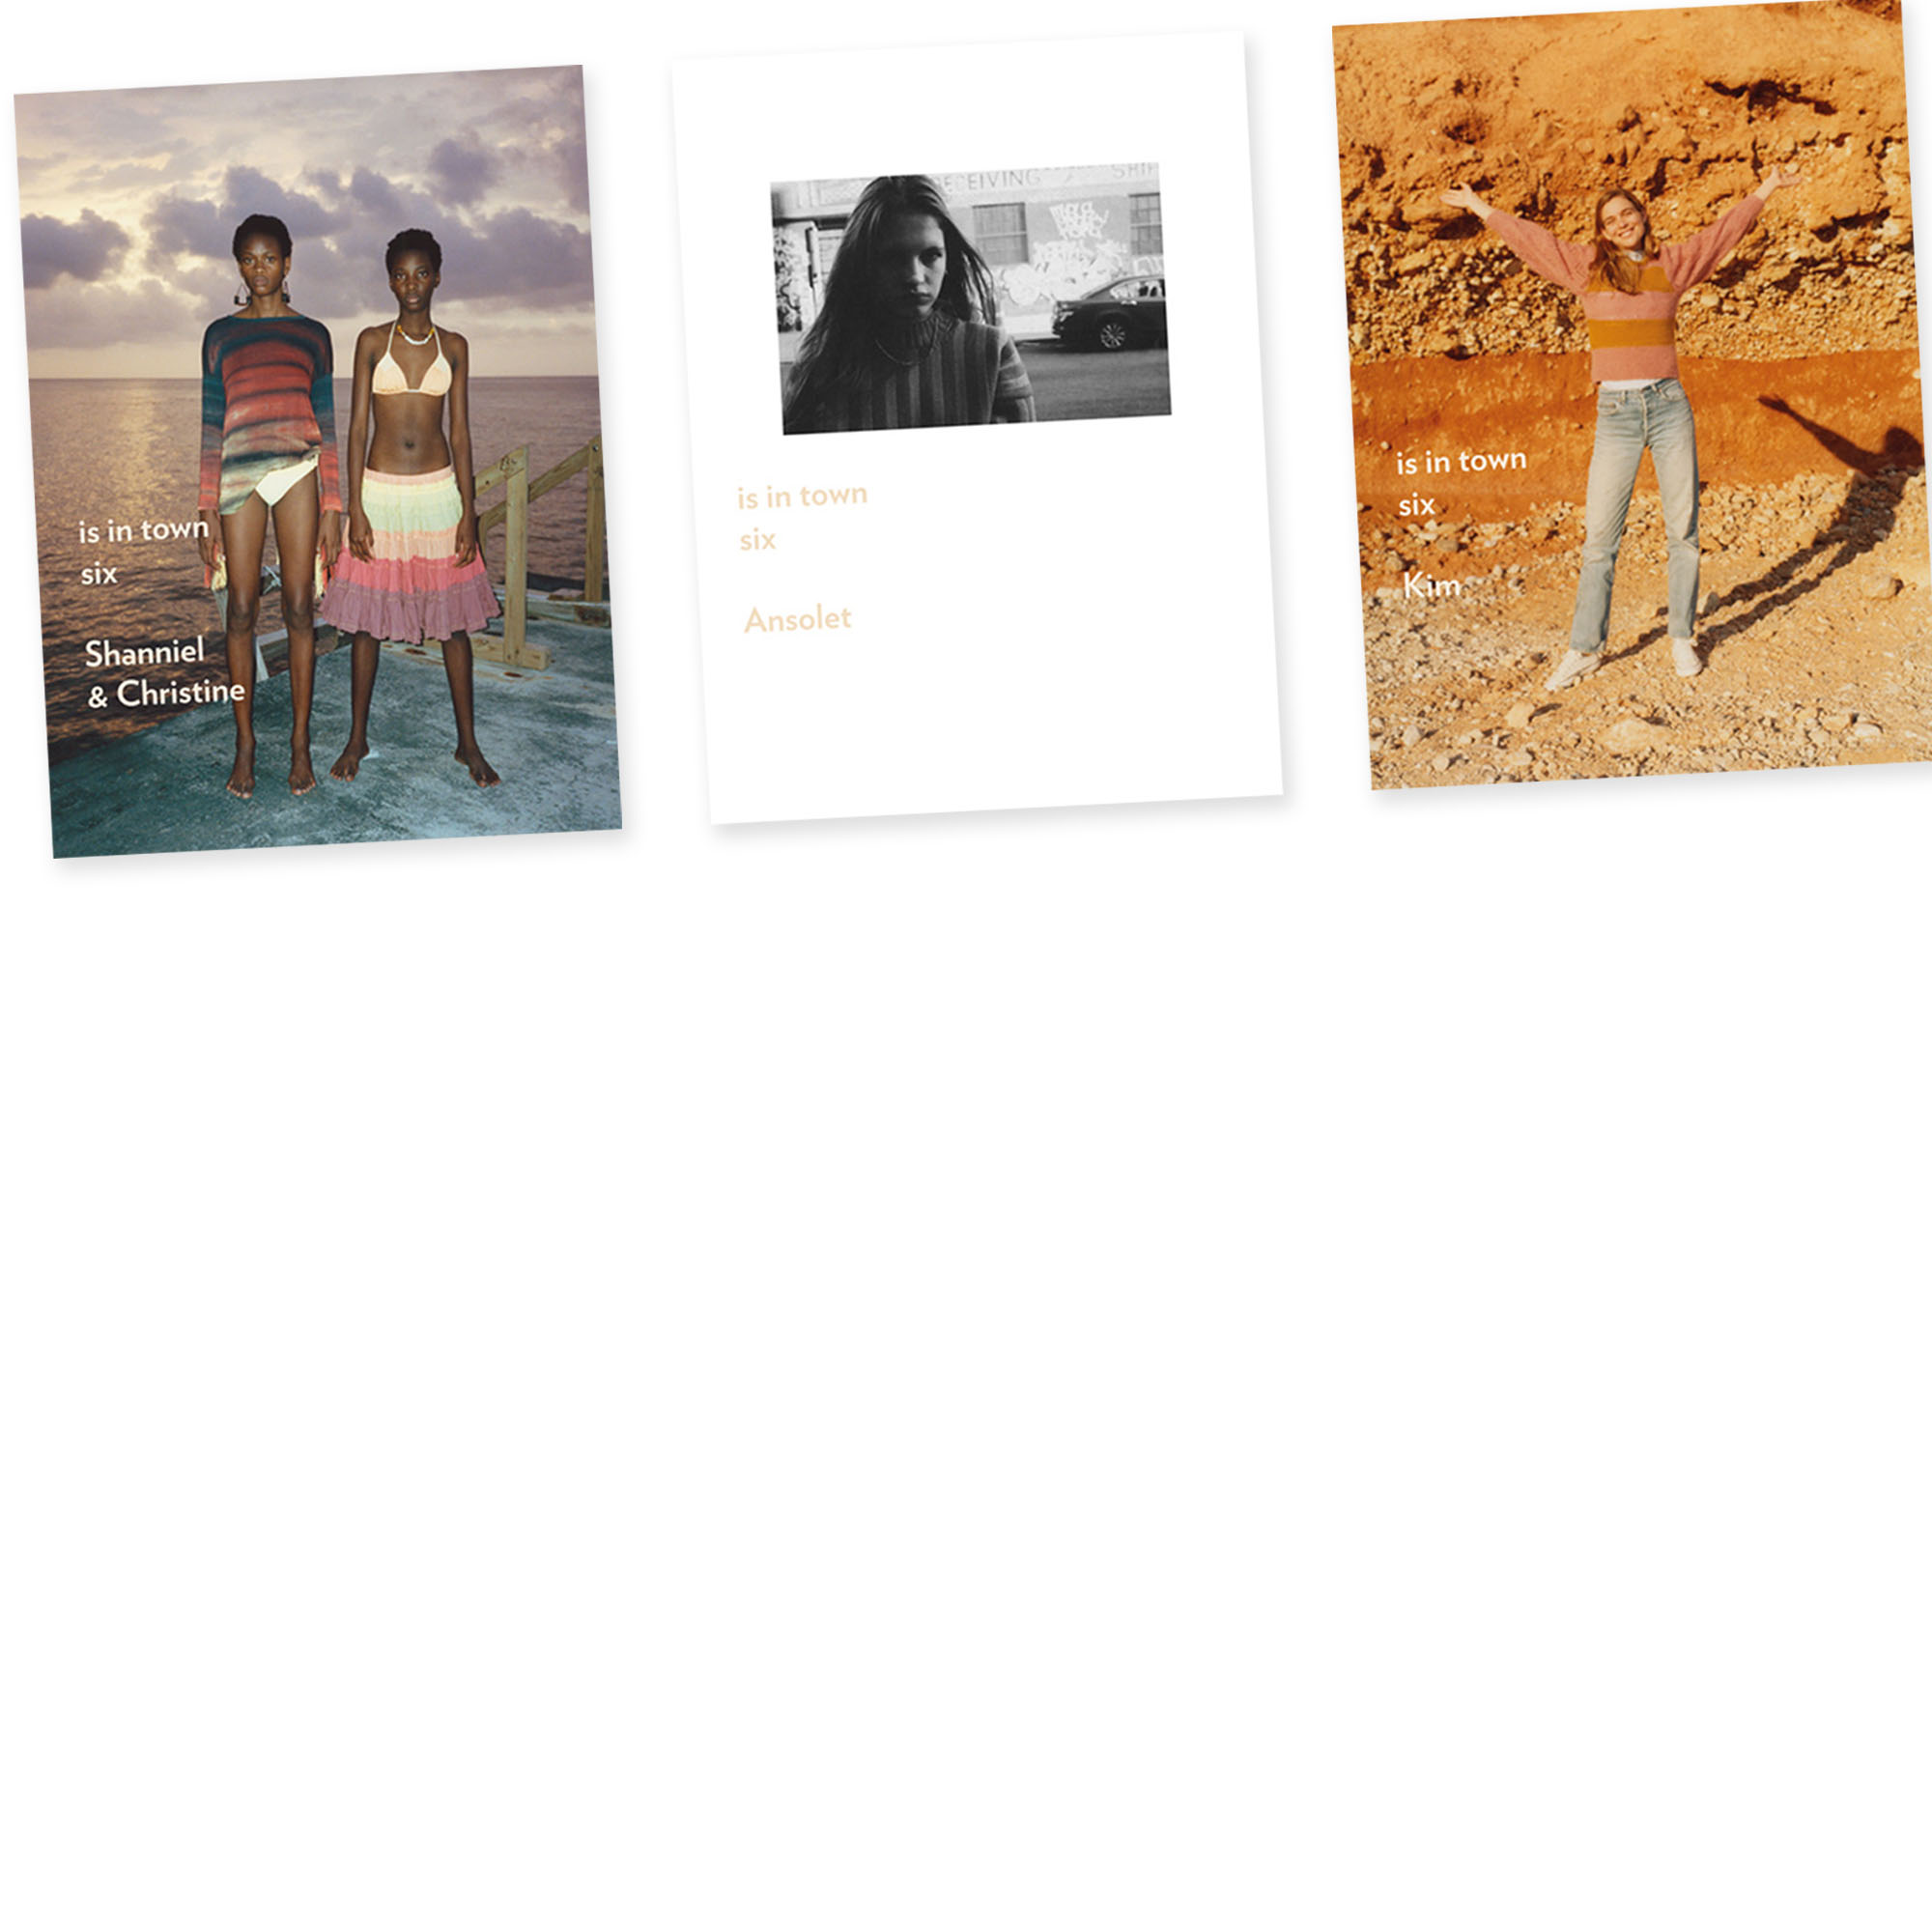 is in town
six
Shanniel
& Christine
RECEIVING
SHIP
is in town
six
Ansolet
is in town
six
Kim